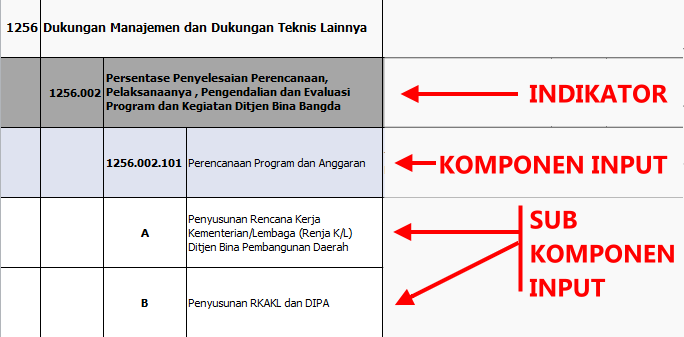 1256 Dukungan Manajemen dan Dukungan Teknis Lainnya
1256.002 Persentase Penyelesaian Perencanaan,
Pelaksanaanya , Pengendalian dan Evaluasi
Program dan Kegiatan Ditjen Bina Bangda
INDIKATOR
1256.002.101 Perencanaan Program dan Anggaran
KOMPONEN INPUT
A Penyusunan Rencana Kerja
Kementerian/Lembaga (Renja K/L)
Ditjen Bina Pembangunan Daerah
B Penyusunan RKAKL dan DIPA
SUB
KOMPONEN
INPUT